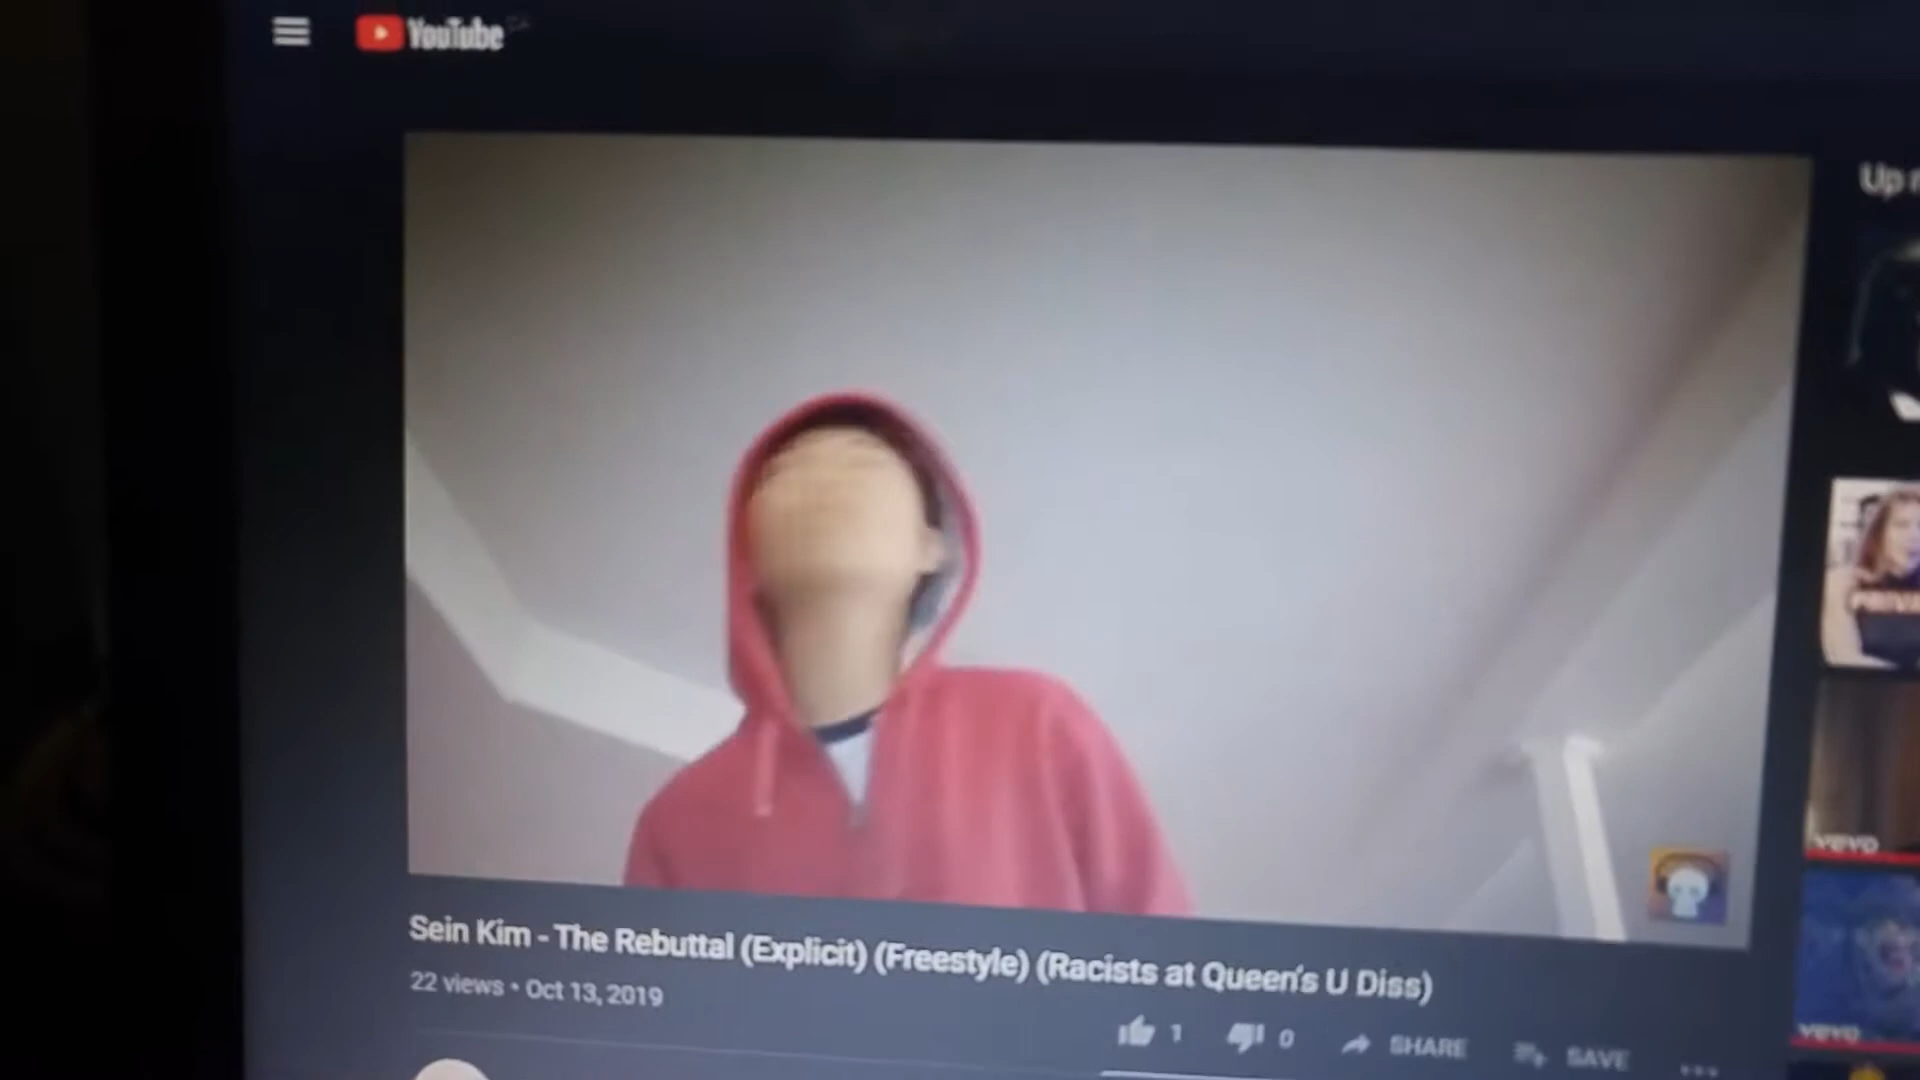 YouTube
CA
Up
Sein Kim - The Rebuttal (Explicit) (Freestyle) (Racists at Queen's U Diss)
22 views • Oct 13, 2019
1
0
SHARE
SAVE
vevo
vevo